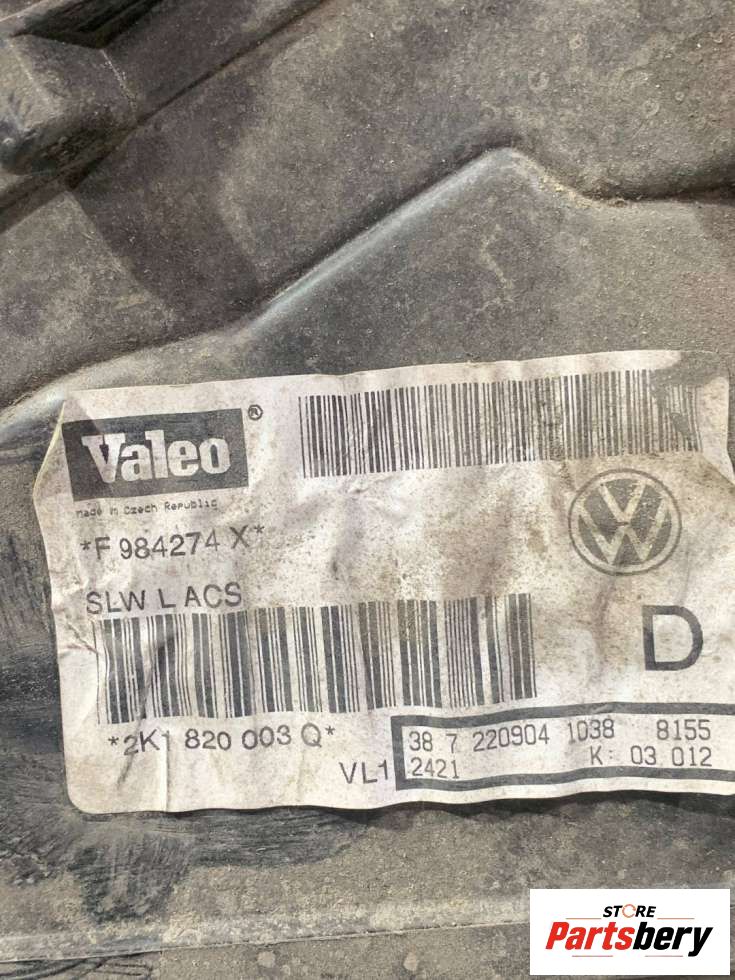 Valeo®
made in Czech Republic
*F 984274 X*
SLW L ACS
VW
D
*2K1 820 003 Q*
VL1
38 7 220904 1038 8155
2421 K: 03.012
STORE
Partsbery